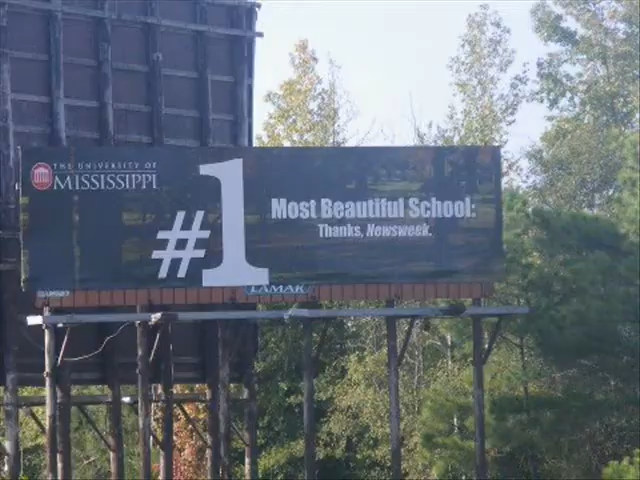 THE UNIVERSITY OF
MISSISSIPPI
#1
Most Beautiful School:
Thanks, Newsweek.
LAMAR